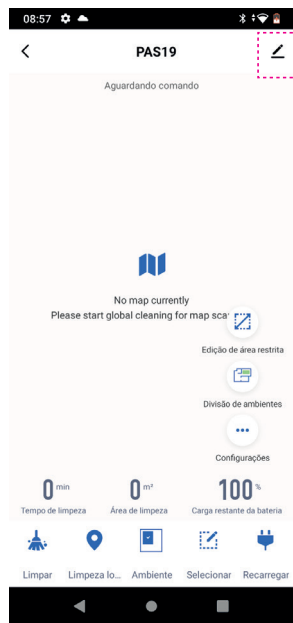 08:57
PAS19
Aguardando comando
No map currently
Please start global cleaning for map
Edição de área restrita
Divisão de ambientes
Configurações
0 min 0 m² 100 %
Tempo de limpeza Área de limpeza Carga restante da bateria
Limpar Limpeza lo... Ambiente Selecionar Recarregar